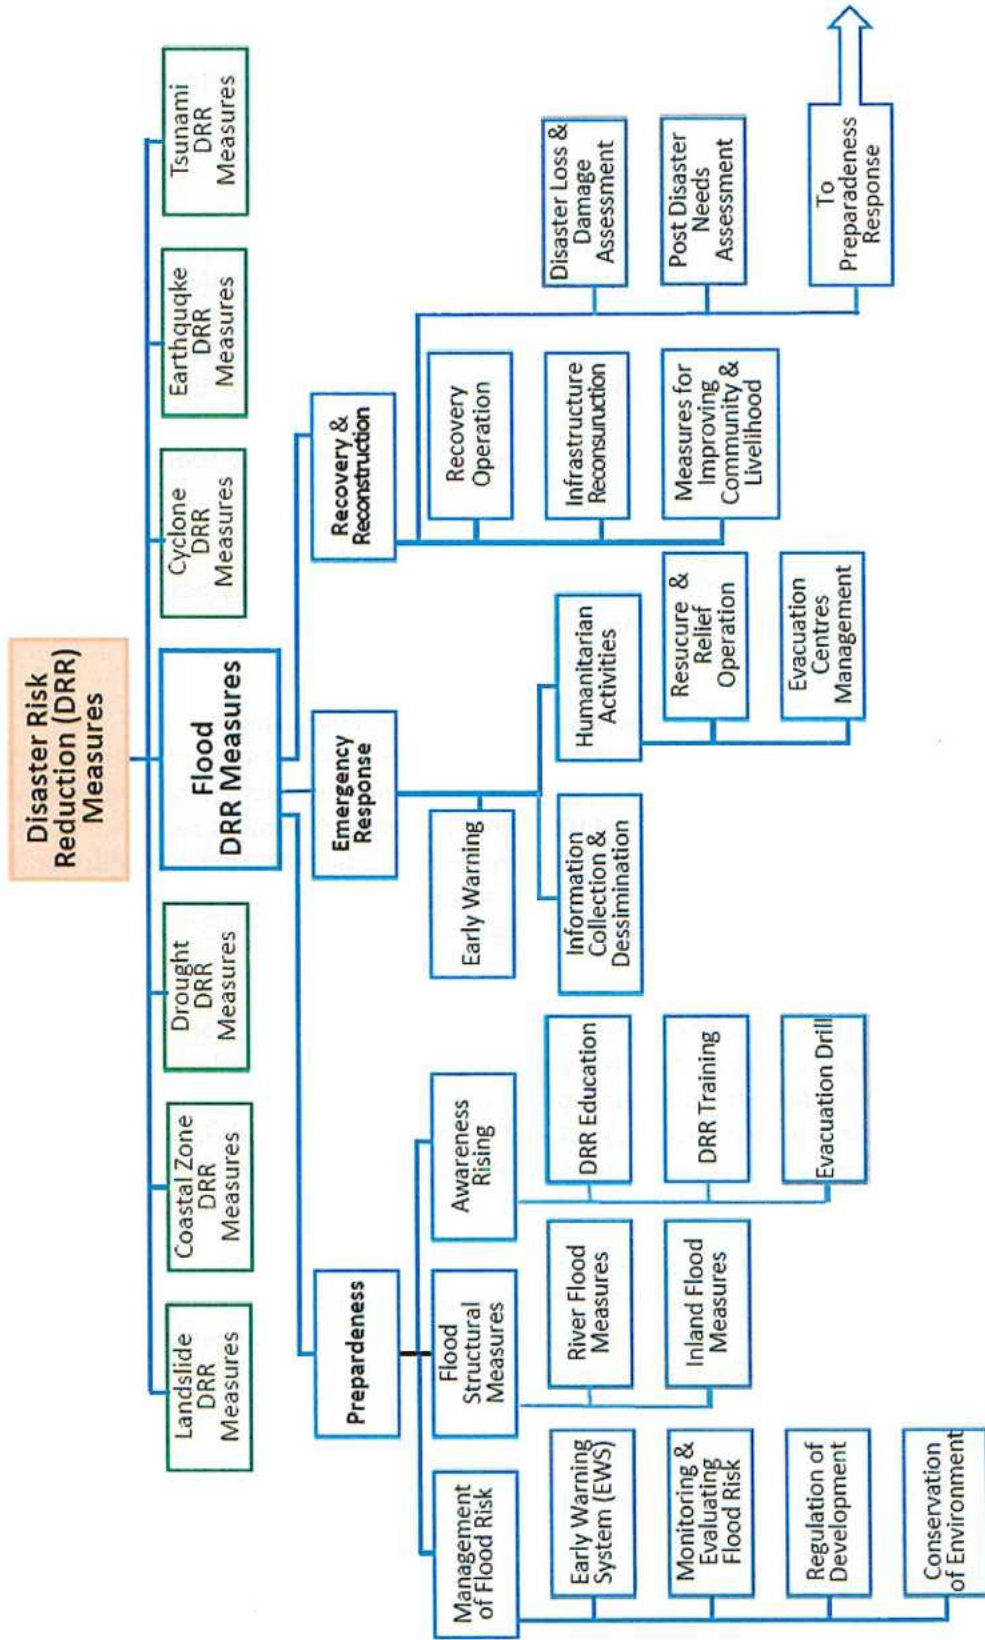 Disaster Risk
Reduction (DRR)
Measures
Landslide
DRR
Measures
Coastal Zone
DRR
Measures
Drought
DRR
Measures
Flood
DRR Measures
Cyclone
DRR
Measures
Earthquqke
DRR
Measures
Tsunami
DRR
Measures
Prepardeness
Emergency
Response
Recovery &
Reconstruction
Management
of Flood Risk
Early Warning
System (EWS)
Monitoring &
Evaluating
Flood Risk
Regulation of
Development
Conservation
of Environment
Flood
Structural
Measures
River Flood
Measures
Inland Flood
Measures
Awareness
Rising
DRR Education
DRR Training
Evacuation Drill
Early Warning
Information
Collection &
Dessimination
Humanitarian
Activities
Resucure &
Relief
Operation
Evacuation
Centres
Management
Recovery
Operation
Infrastructure
Reconsunction
Measures for
Improving
Community &
Livelihood
Disaster Loss &
Damage
Assessment
Post Disaster
Needs
Assessment
To
Preparadeness
Response